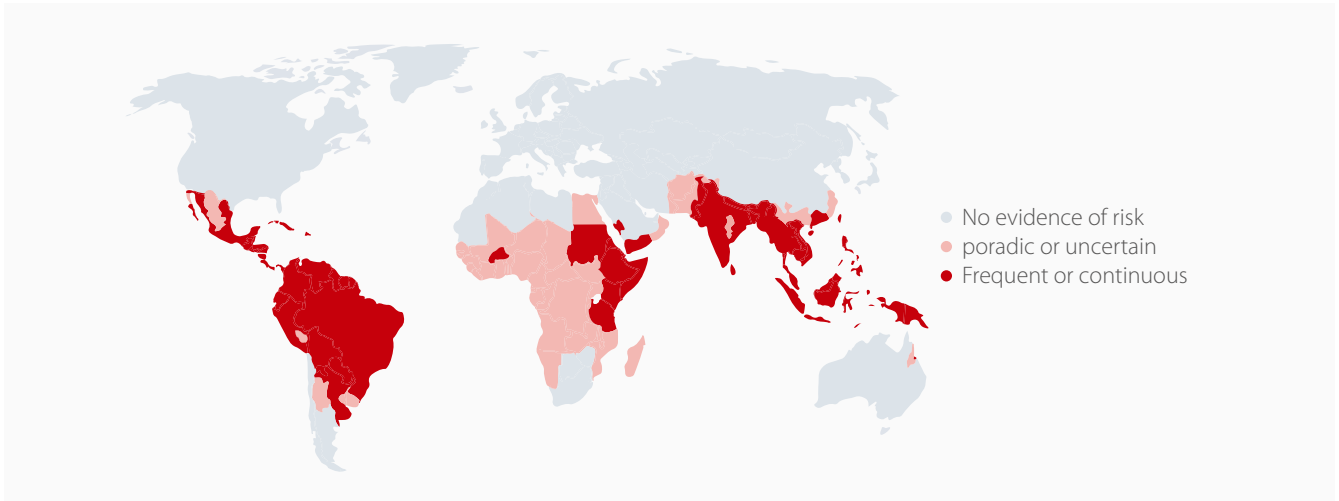 No evidence of risk
poradic or uncertain
Frequent or continuous